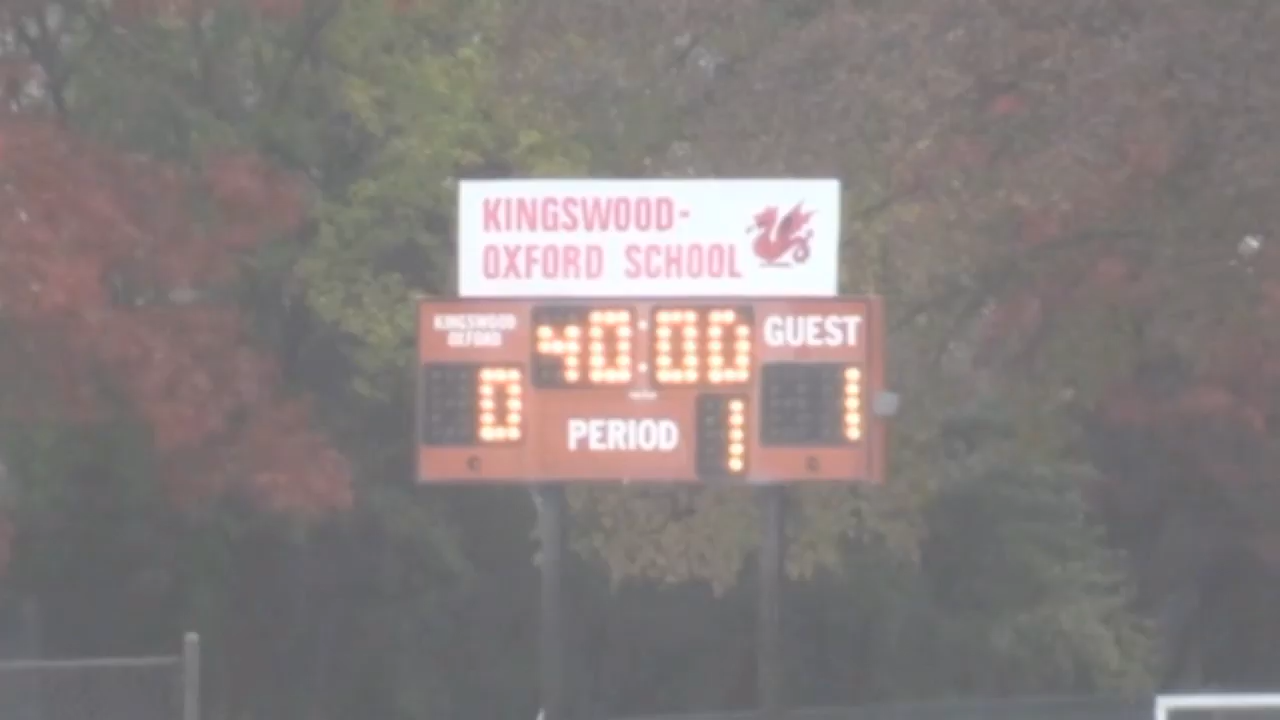 KINGSWOOD-
OXFORD SCHOOL
KINGSWOOD
OXFORD
40:00
GUEST
0
1
PERIOD
1